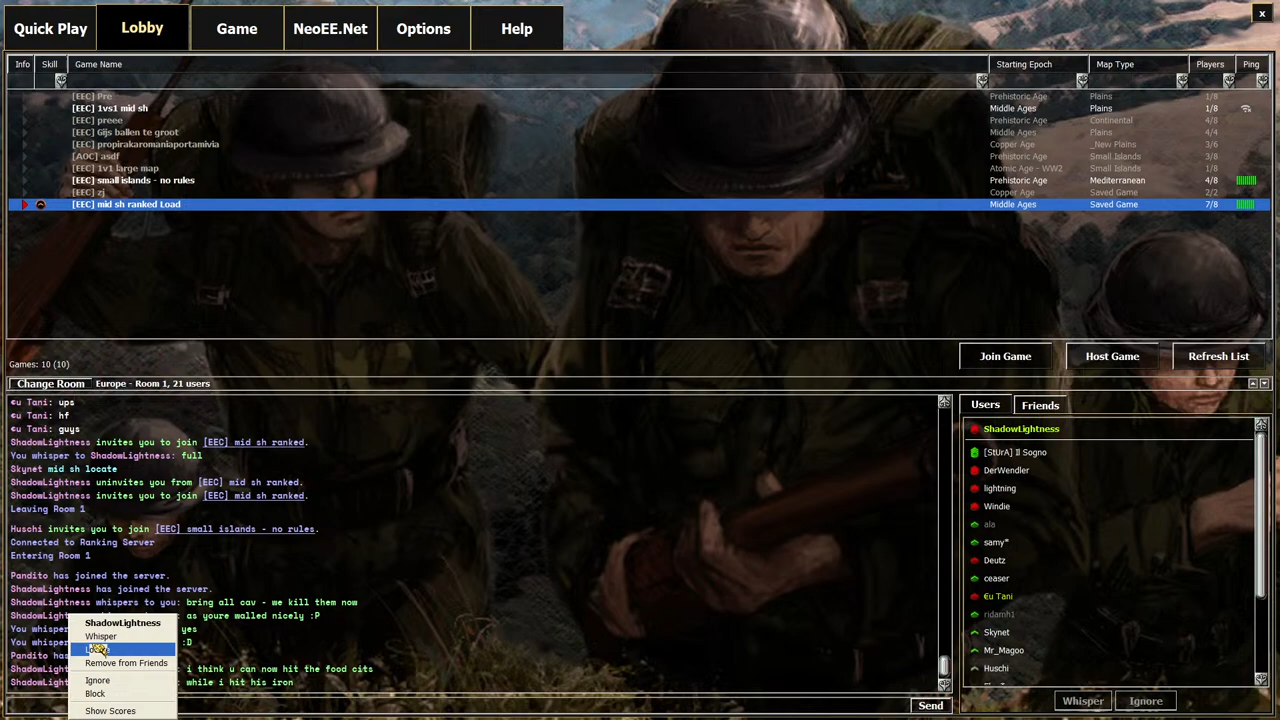 Quick Play Lobby Game NeoEE.Net Options Help x
Info Skill Game Name Starting Epoch Map Type Players Ping
[EEC] Pre Prehistoric Age Plains 1/8
[EEC] 1vs1 mid sh Middle Ages Plains 1/8
[EEC] preee Prehistoric Age Continental 4/8
[EEC] Gijs ballen te groot Middle Ages Plains 4/4
[EEC] propirakaromaniaportamivia Copper Age _New Plains 3/6
[AOC] asdf Prehistoric Age Small Islands 3/8
[EEC] 1v1 large map Atomic Age - WW2 Small Islands 1/8
[EEC] small islands - no rules Prehistoric Age Mediterranean 4/8
[EEC] zj Copper Age Saved Game 2/2
[EEC] mid sh ranked Load Middle Ages Saved Game 7/8
Games: 10 (10)
Join Game Host Game Refresh List
Change Room Europe - Room 1, 21 users
€u Tani: ups
€u Tani: hf
€u Tani: guys
ShadowLightness invites you to join [EEC] mid sh ranked.
You whisper to ShadowLightness: full
Skynet mid sh locate
ShadowLightness uninvites you from [EEC] mid sh ranked.
ShadowLightness invites you to join [EEC] mid sh ranked.
Leaving Room 1
Huschi invites you to join [EEC] small islands - no rules.
Connected to Ranking Server
Entering Room 1
Pandito has joined the server.
ShadowLightness has joined the server.
ShadowLightness whispers to you: bring all cav - we kill them now
ShadowLight : as youre walled nicely :P
You whisper yes
You whisper :D
Pandito has
ShadowLight : i think u can now hit the food cits
ShadowLight : while i hit his iron
ShadowLightness
Whisper
Remove from Friends
Ignore
Block
Show Scores
Send
Users Friends
ShadowLightness
[StUrA] Il Sogno
DerWendler
lightning
Windie
ala
samy*
Deutz
ceaser
€u Tani
ridamh1
Skynet
Mr_Magoo
Huschi
Whisper Ignore